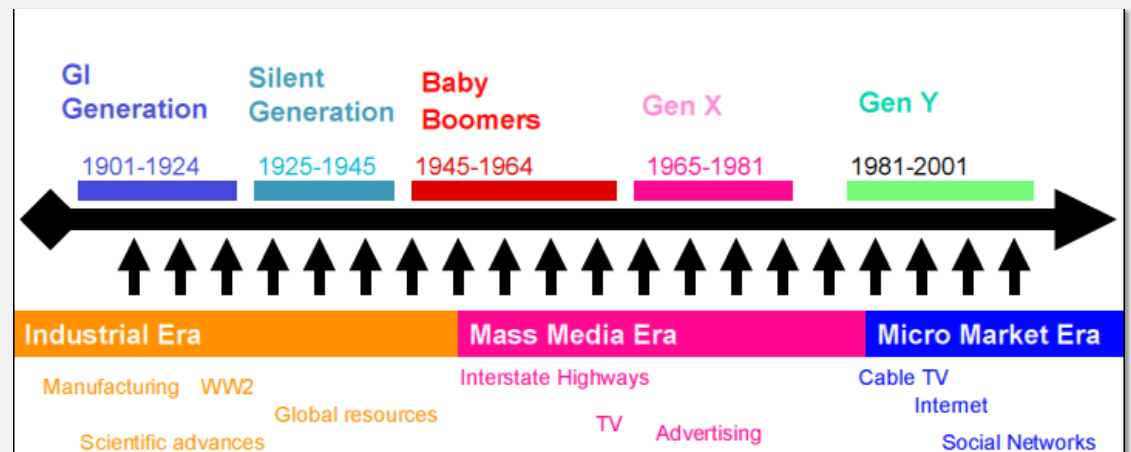 GI
Generation
Silent
Generation
Baby
Boomers
Gen X
Gen Y
1901-1924
1925-1945
1945-1964
1965-1981
1981-2001
Industrial Era
Mass Media Era
Micro Market Era
Manufacturing
WW2
Global resources
Scientific advances
Interstate Highways
TV
Advertising
Cable TV
Internet
Social Networks